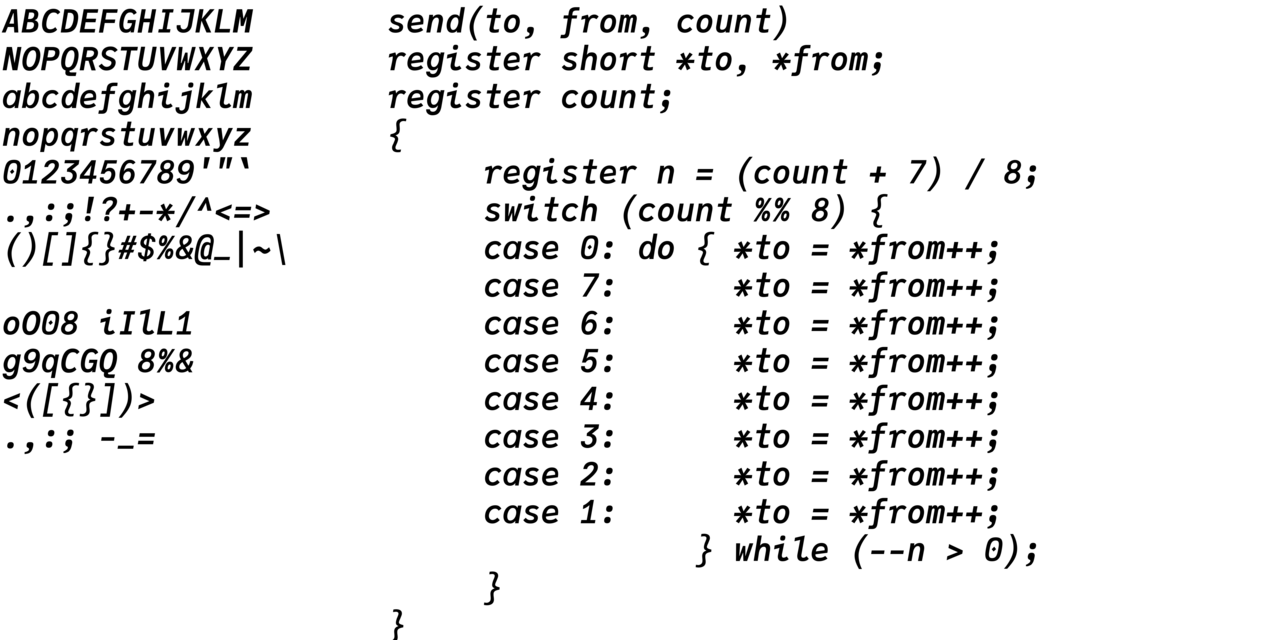 ABCDEFGHIJKLM
NOPQRSTUVWXYZ
abcdefghijklm
nopqrstuvwxyz
0123456789'"`
.,:;!?+-*/^<=>
()[]{}#$%&@_|~\
oO08 iIlL1
g9qCGQ 8%&
<([{}])>
.,:; -_=
send(to, from, count)
register short *to, *from;
register count;
{
     register n = (count + 7) / 8;
     switch (count %% 8) {
     case 0: do { *to = *from++;
     case 7:      *to = *from++;
     case 6:      *to = *from++;
     case 5:      *to = *from++;
     case 4:      *to = *from++;
     case 3:      *to = *from++;
     case 2:      *to = *from++;
     case 1:      *to = *from++;
                } while (--n > 0);
     }
}